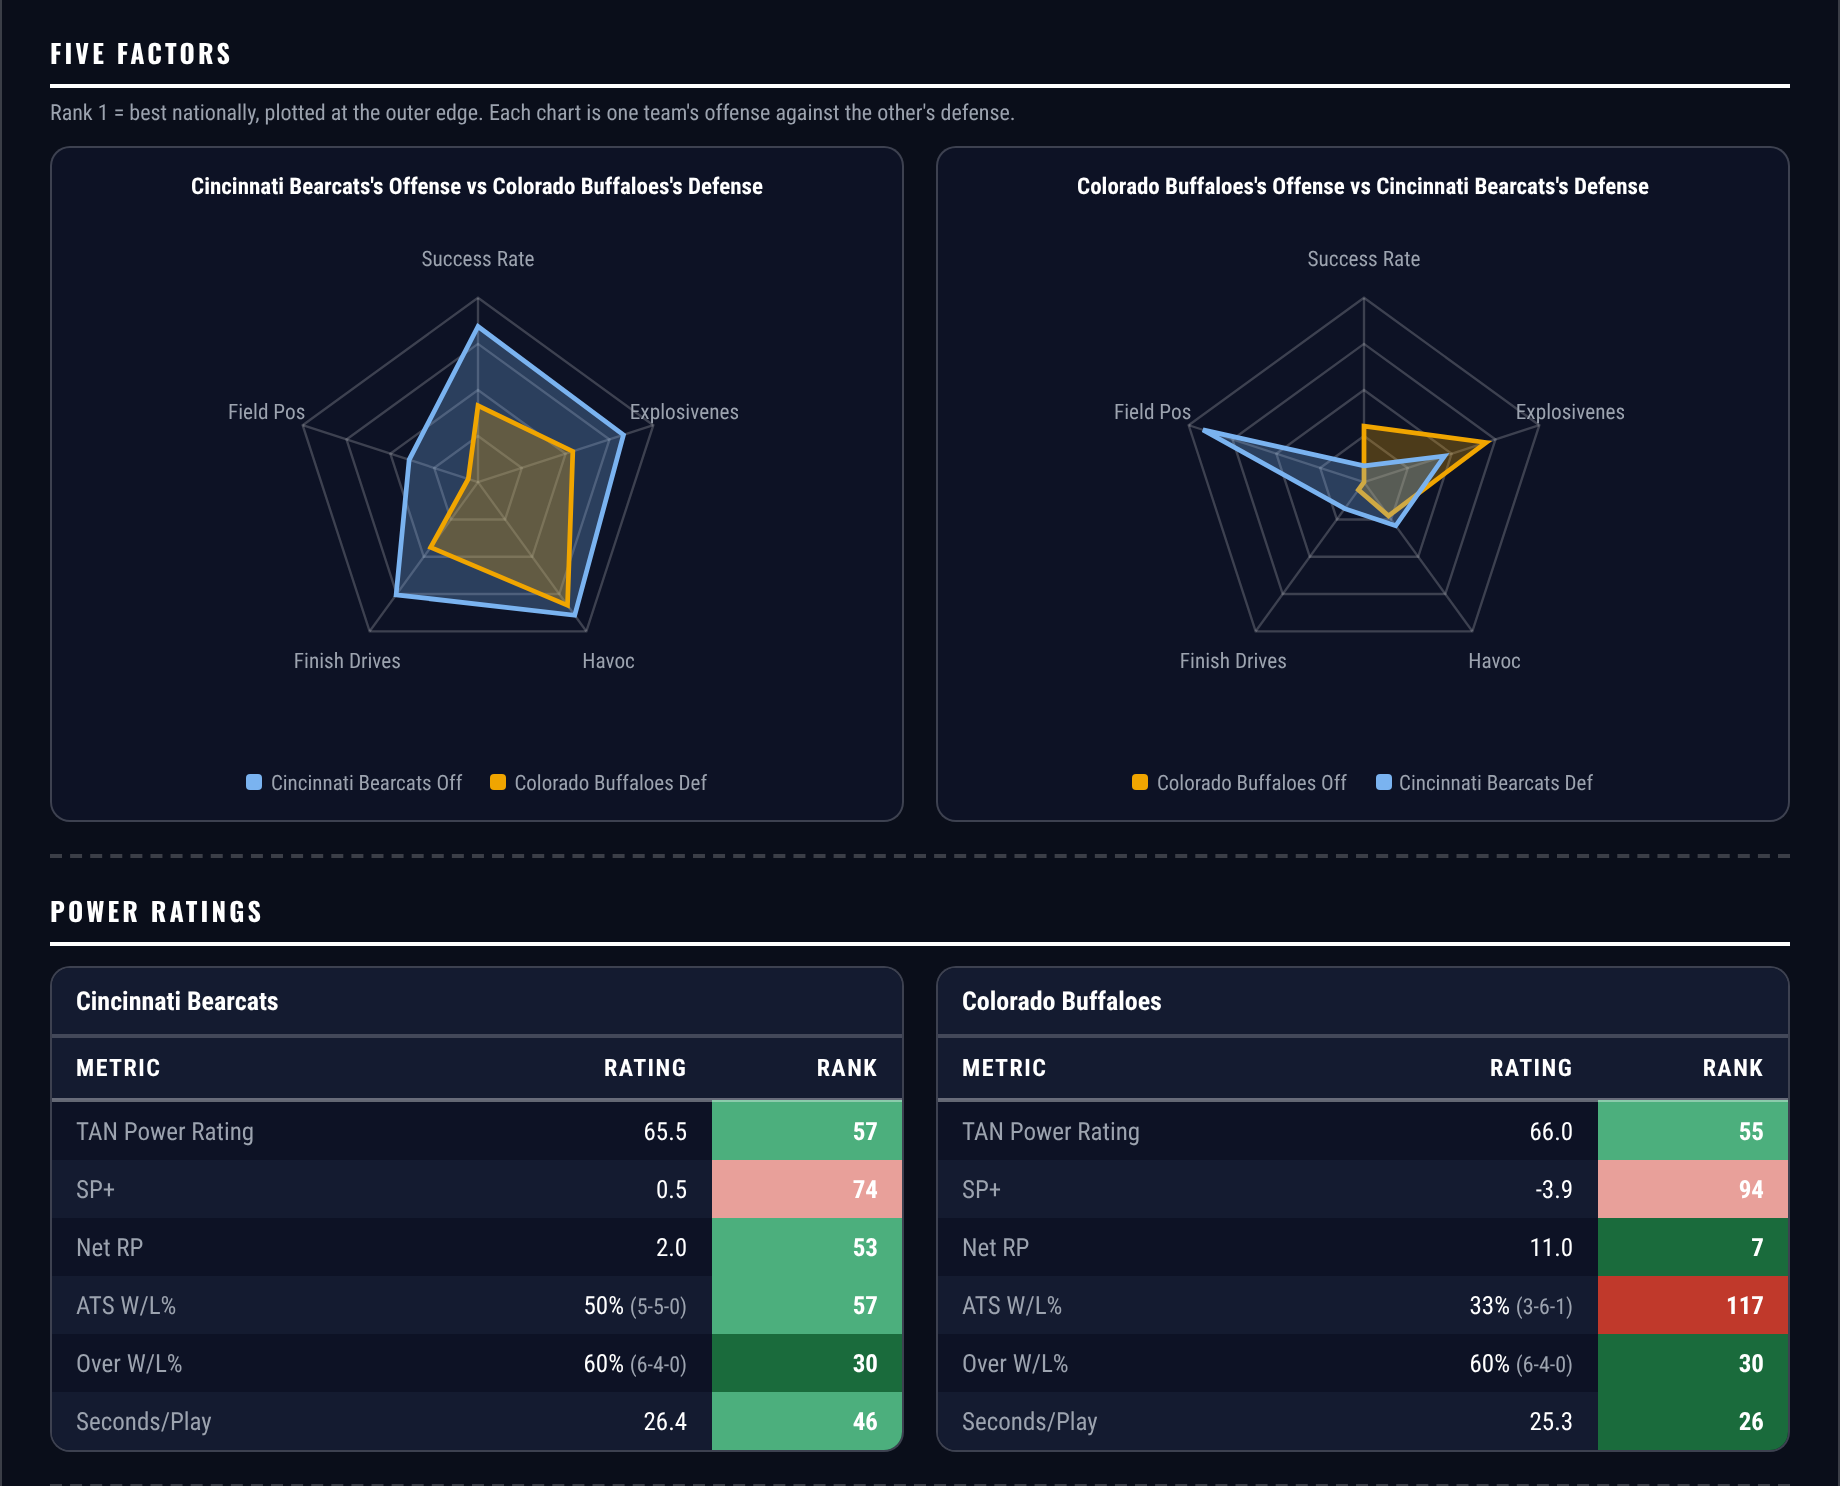 FIVE FACTORS
Rank 1 = best nationally, plotted at the outer edge. Each chart is one team's offense against the other's defense.
Cincinnati Bearcats's Offense vs Colorado Buffaloes's Defense
Success Rate
Field Pos
Explosivenes
Finish Drives
Havoc
Cincinnati Bearcats Off
Colorado Buffaloes Def
Colorado Buffaloes's Offense vs Cincinnati Bearcats's Defense
Success Rate
Field Pos
Explosivenes
Finish Drives
Havoc
Colorado Buffaloes Off
Cincinnati Bearcats Def
POWER RATINGS
Cincinnati Bearcats
METRIC RATING RANK
TAN Power Rating 65.5 57
SP+ 0.5 74
Net RP 2.0 53
ATS W/L% 50% (5-5-0) 57
Over W/L% 60% (6-4-0) 30
Seconds/Play 26.4 46
Colorado Buffaloes
METRIC RATING RANK
TAN Power Rating 66.0 55
SP+ -3.9 94
Net RP 11.0 7
ATS W/L% 33% (3-6-1) 117
Over W/L% 60% (6-4-0) 30
Seconds/Play 25.3 26